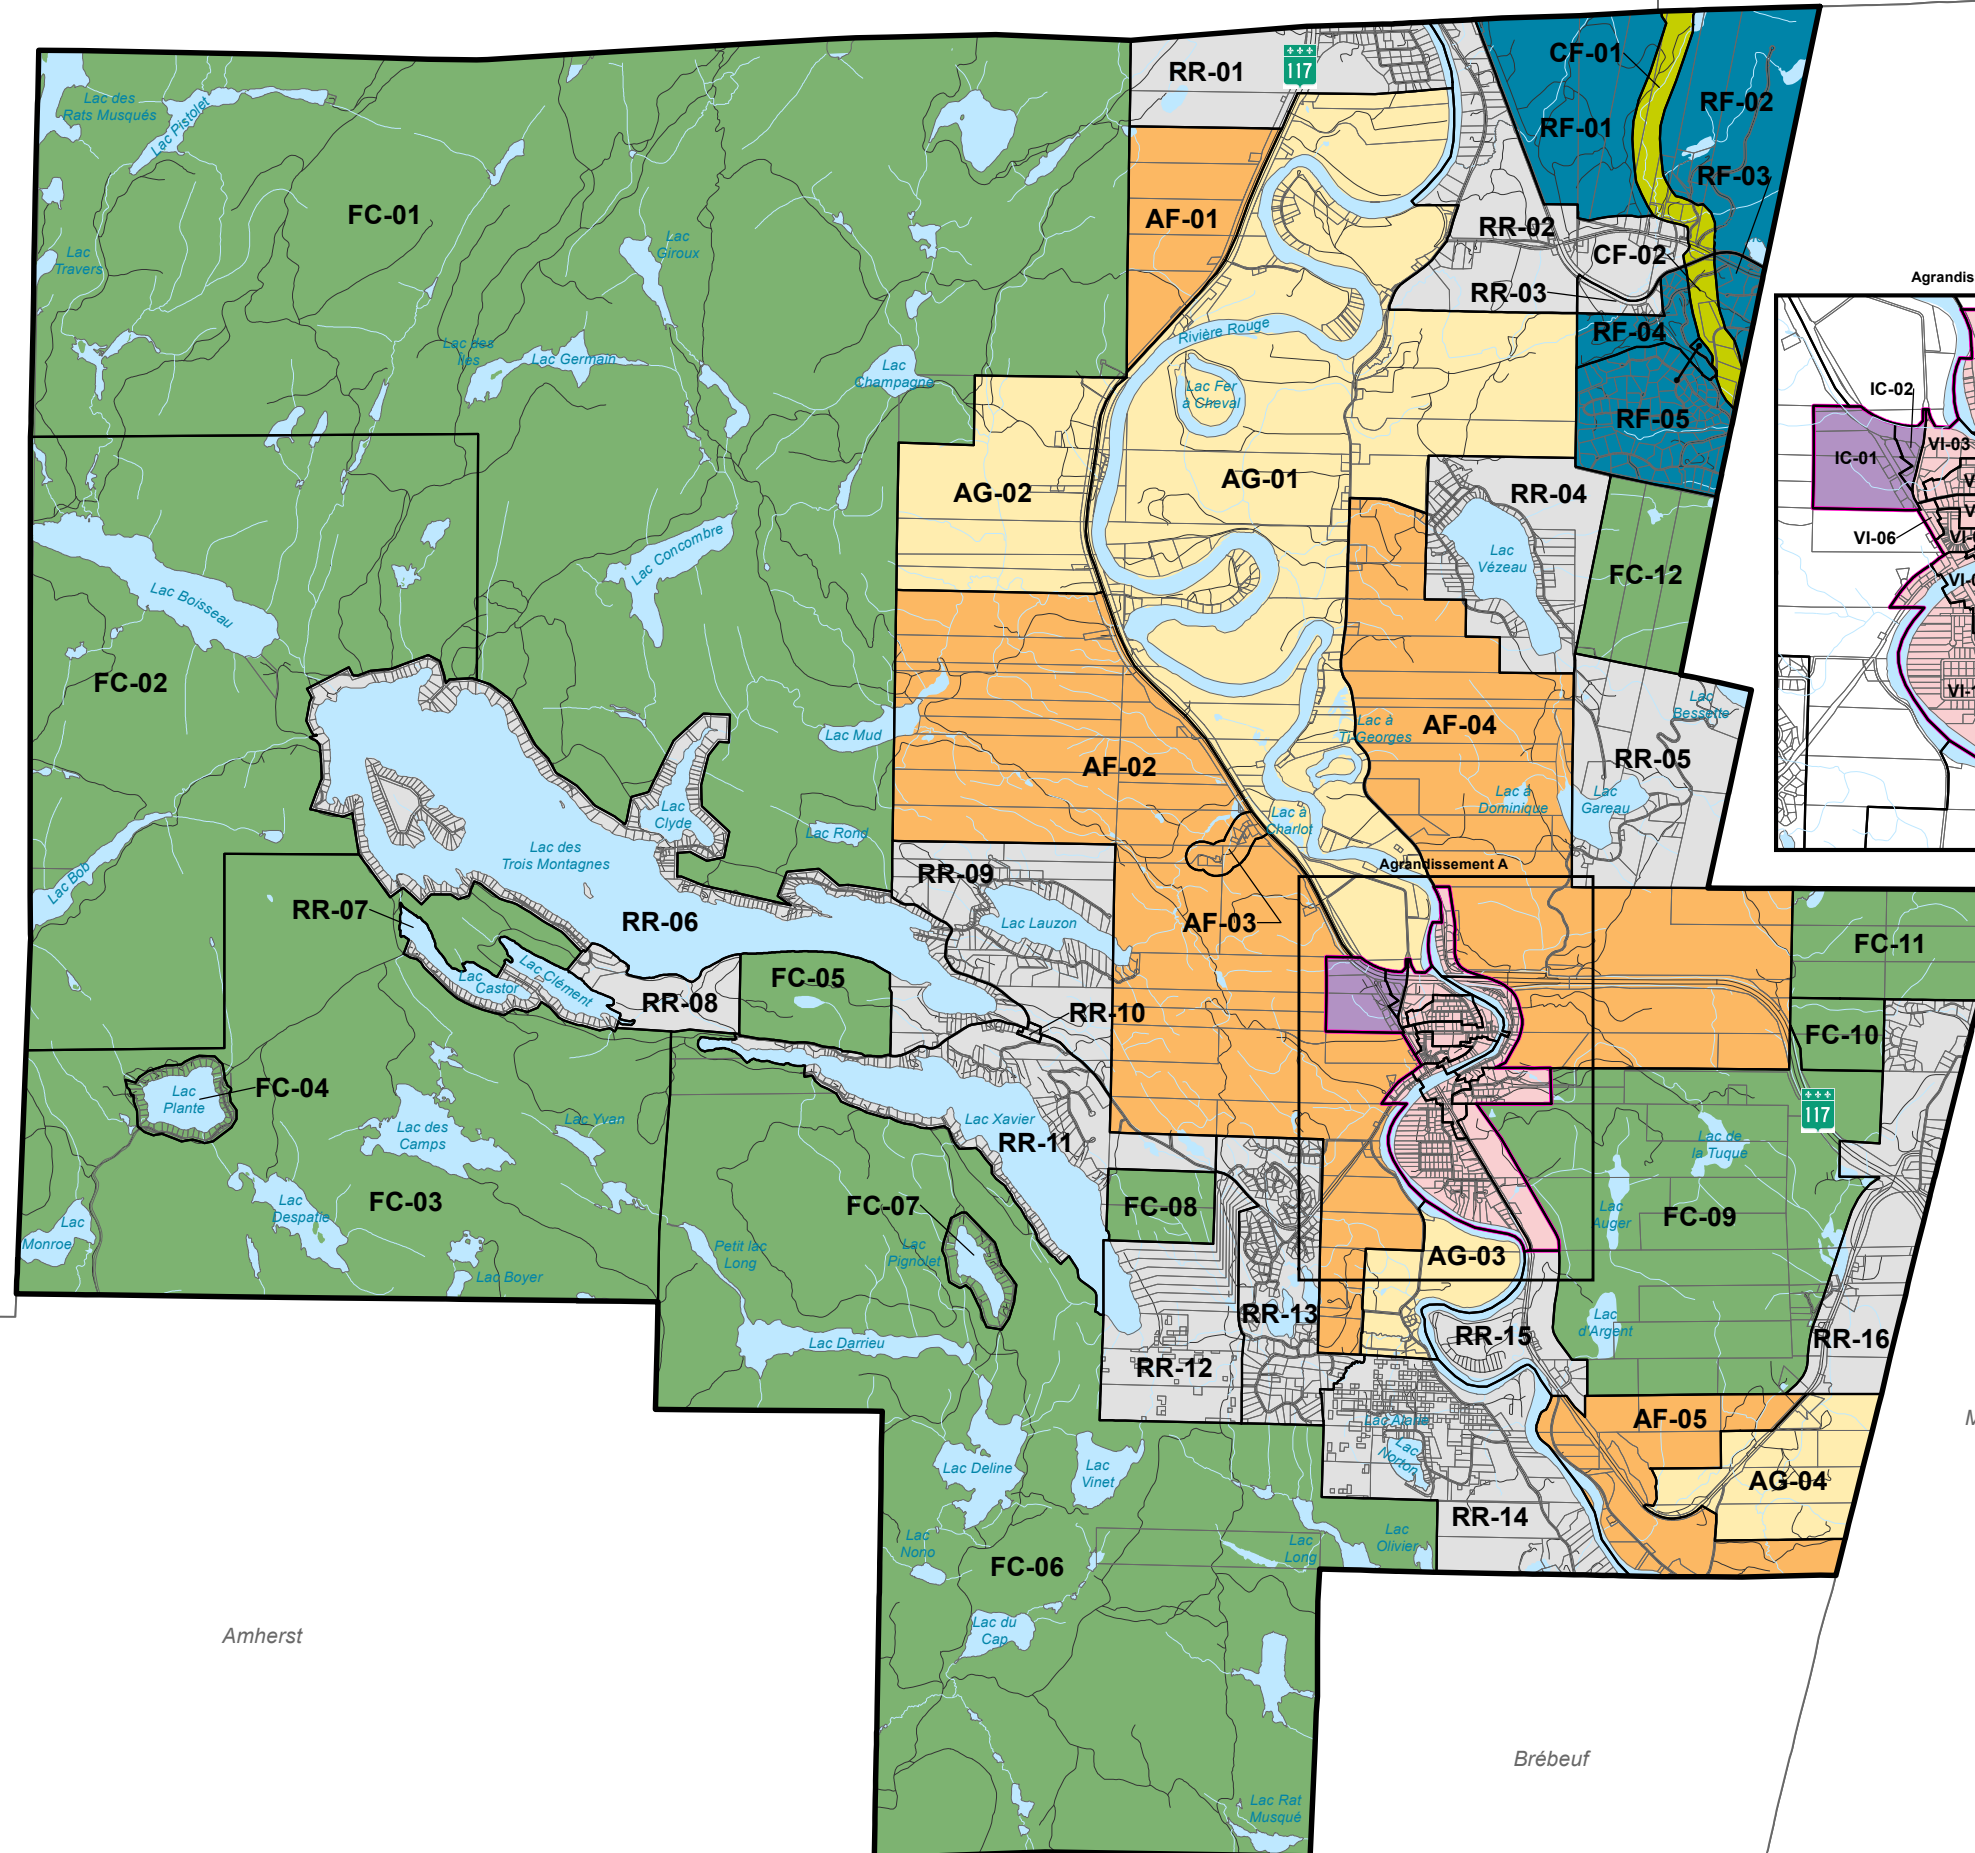 117
RR-01
CF-01
RF-02
RF-01
RF-03
Lac des
Rats Musqués
Lac Pistolet
FC-01
AF-01
RR-02
CF-02
Lac
Giroux
Lac
Travers
RR-03
Agrandis
Rivière Rouge
RF-04
Lac des
Îles
Lac Germain
Lac
Champagne
Lac Fer
à Cheval
IC-02
RF-05
VI-03
IC-01
AG-01
AG-02
RR-04
VI-06
Lac Concombre
Lac
Vézeau
FC-12
Lac Boisseau
FC-02
Lac
Bessette
VI-1
Lac Mud
Lac à
Ti-Georges
AF-04
RR-05
AF-02
Lac
Clyde
Lac à
Dominique
Lac
Gareau
Lac à
Charlot
Lac Rond
Lac des
Trois Montagnes
Agrandissement A
Lac Bob
RR-09
RR-07
RR-06
Lac Lauzon
AF-03
FC-11
Lac
Castor
Lac Clément
RR-08
FC-05
RR-10
FC-10
FC-04
Lac
Plante
117
Lac des
Camps
Lac Yvan
Lac Xavier
RR-11
Lac de
la Tuque
FC-03
Lac
Despatie
FC-07
FC-08
Lac
Auger
FC-09
Lac
Monroe
Lac
Pignolet
Petit lac
Long
AG-03
Lac Boyer
RR-13
Lac
d'Argent
RR-15
RR-16
Lac Darrieu
RR-12
Lac Alarie
AF-05
Lac
Norton
AG-04
Lac Deline
Lac
Vinet
RR-14
Lac
Nono
Lac
Long
Lac
Olivier
FC-06
Lac du
Cap
Amherst
Brébeuf
Lac Rat
Musqué